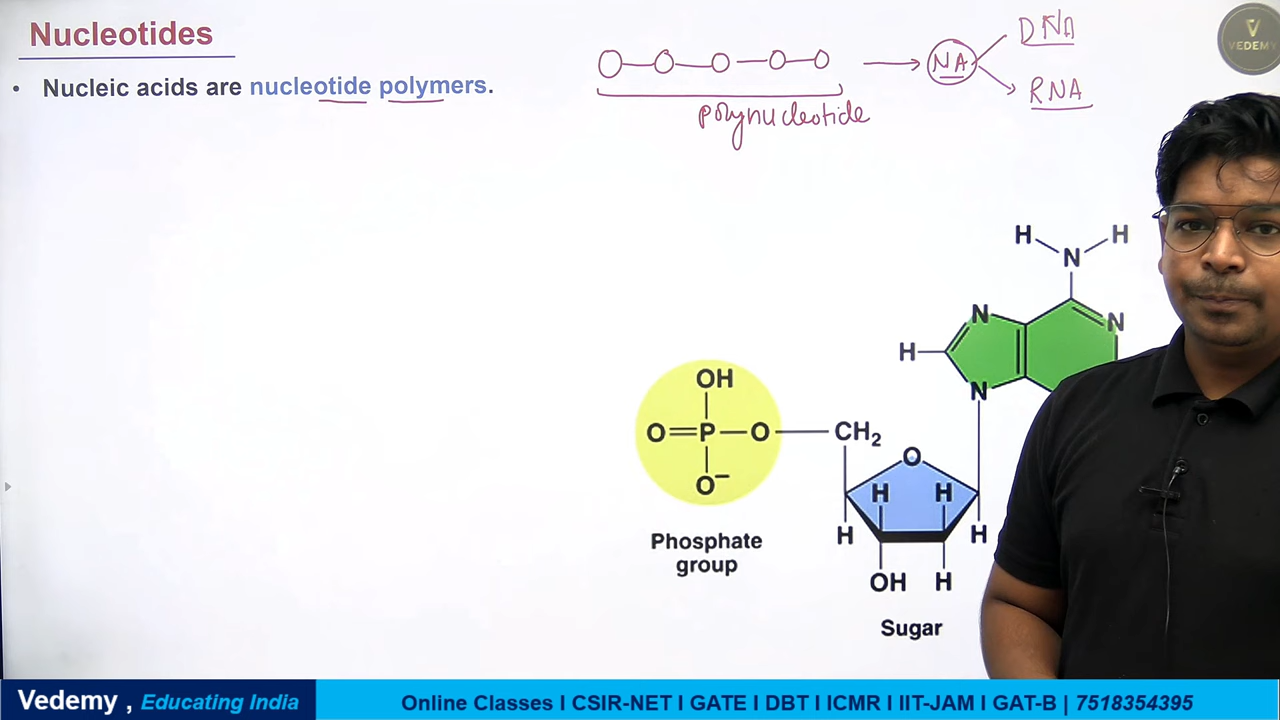 Nucleotides
• Nucleic acids are nucleotide polymers.
polynucleotide
NA
DNA
RNA
VEDEMY
H
H
N
N
N
H
N
OH
O=P—O
O⁻
CH₂
O
H
H
H
H
OH
H
Phosphate
group
Sugar
Vedemy , Educating India
Online Classes I CSIR-NET I GATE I DBT I ICMR I IIT-JAM I GAT-B | 7518354395